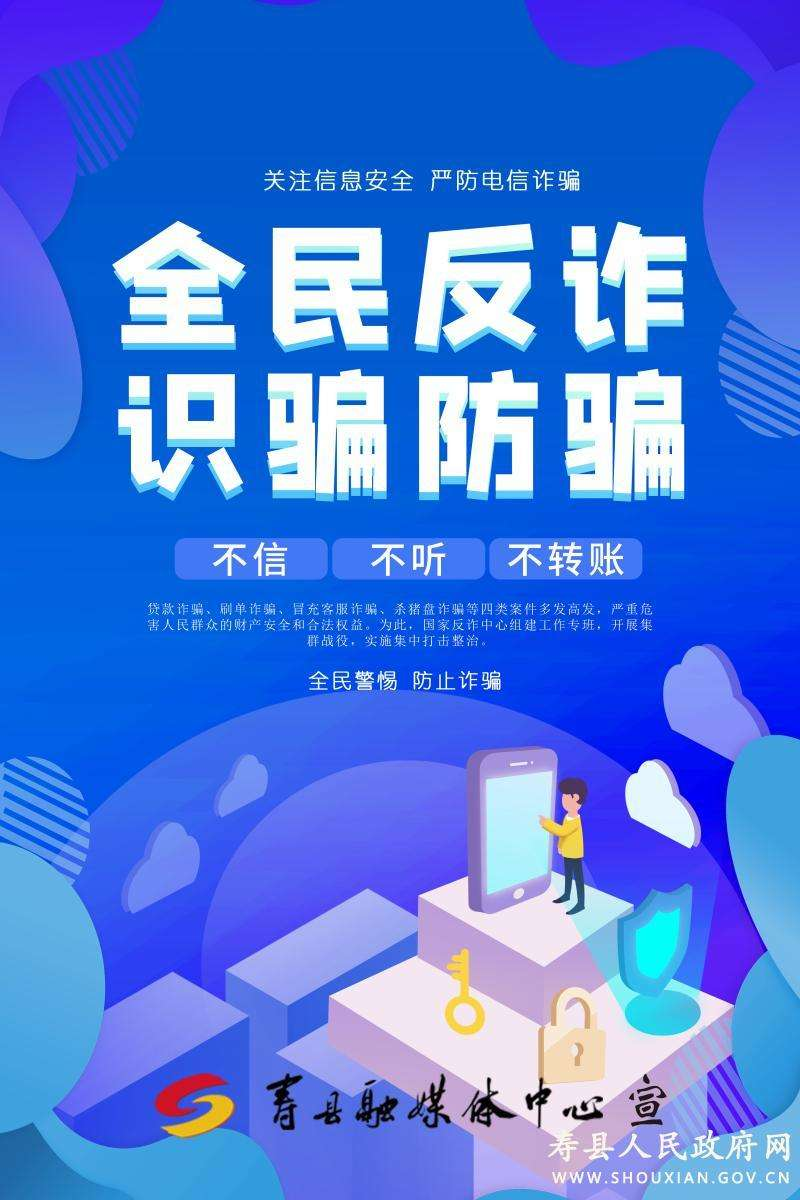 关注信息安全 严防电信诈骗
全民反诈
识骗防骗
不信 不听 不转账
贷款诈骗、刷单诈骗、冒充客服诈骗、杀猪盘诈骗等四类案件多发高发，严重危
害人民群众的财产安全和合法权益。为此，国家反诈中心组建工作专班，开展集
群战役，实施集中打击整治。
全民警惕 防止诈骗
寿县融媒体中心 宣
寿县人民政府网
WWW.SHOUXIAN.GOV.CN